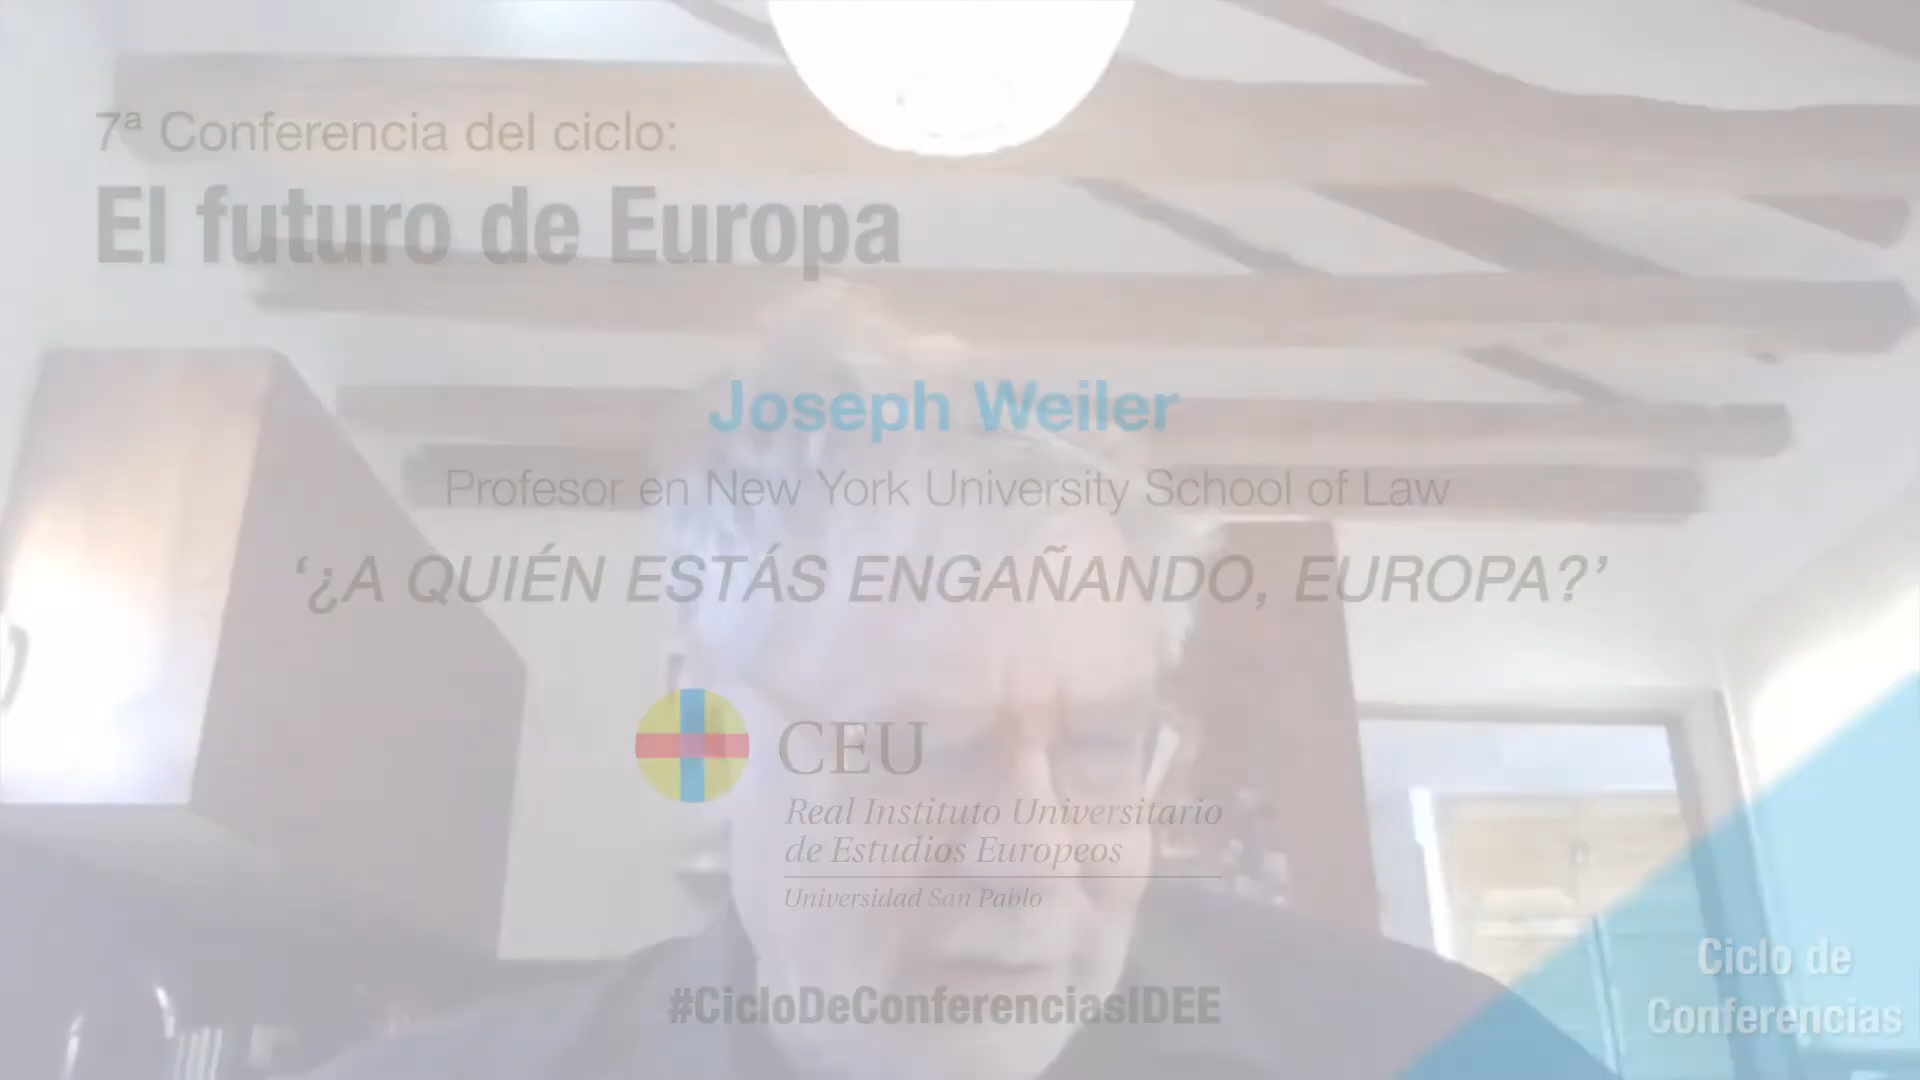 7ª Conferencia del ciclo:
El futuro de Europa
Joseph Weiler
Profesor en New York University School of Law
‘¿A QUIÉN ESTÁS ENGAÑANDO, EUROPA?’
CEU
Real Instituto Universitario
de Estudios Europeos
Universidad San Pablo
#CicloDeConferenciasIDEE
Ciclo de
Conferencias